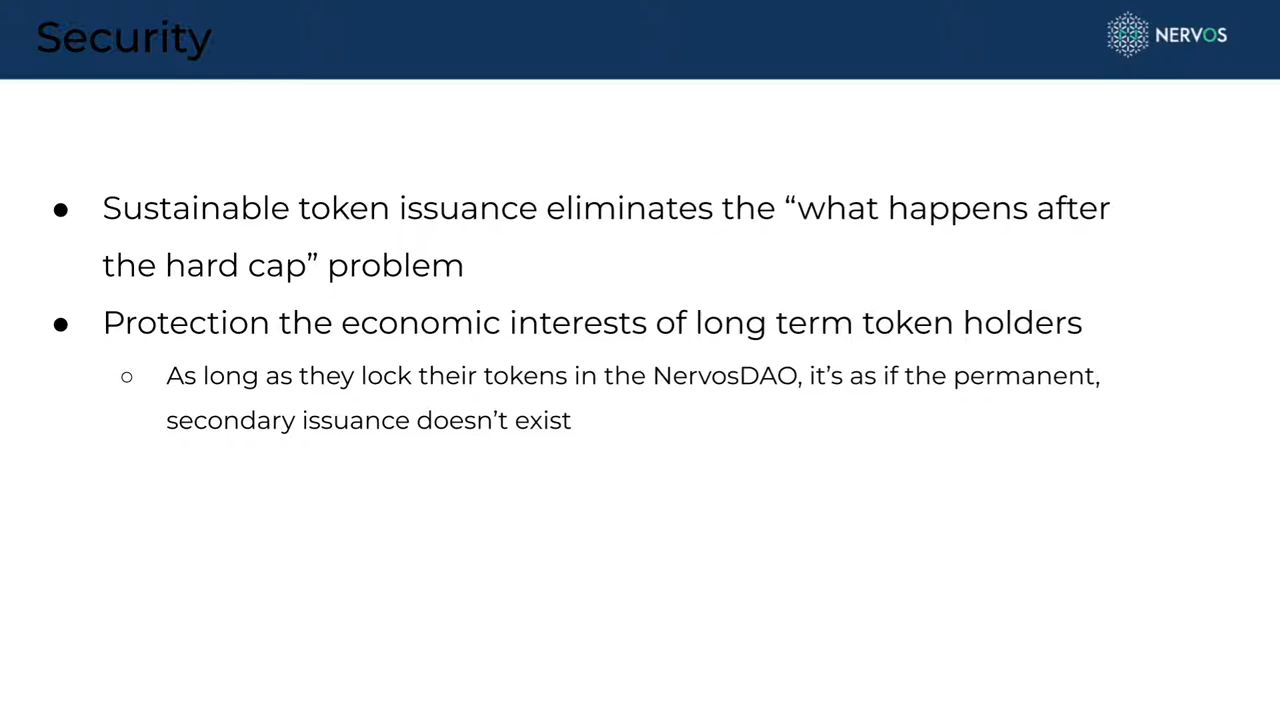 Security
NERVOS
● Sustainable token issuance eliminates the “what happens after
the hard cap” problem
● Protection the economic interests of long term token holders
○ As long as they lock their tokens in the NervosDAO, it’s as if the permanent,
secondary issuance doesn’t exist